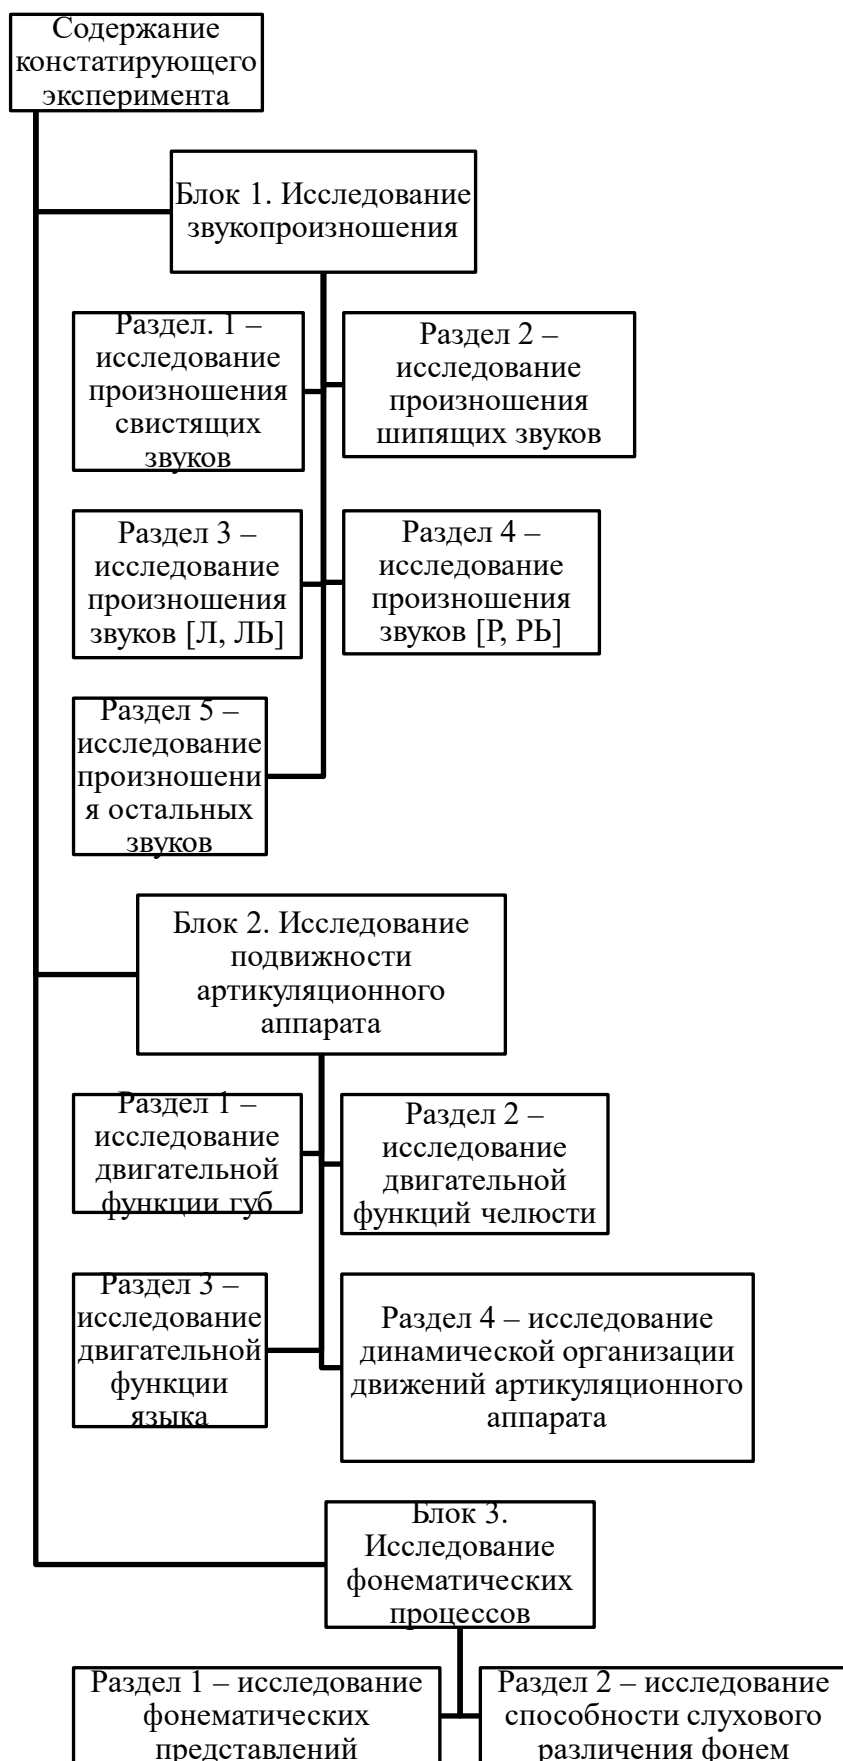 Содержание
констатирующего
эксперимента
Блок 1. Исследование
звукопроизношения
Раздел. 1 –
исследование
произношения
свистящих
звуков
Раздел 2 –
исследование
произношения
шипящих звуков
Раздел 3 –
исследование
произношения
звуков [Л, ЛЬ]
Раздел 4 –
исследование
произношения
звуков [Р, РЬ]
Раздел 5 –
исследование
произношени
я остальных
звуков
Блок 2. Исследование
подвижности
артикуляционного
аппарата
Раздел 1 –
исследование
двигательной
функции губ
Раздел 2 –
исследование
двигательной
функций челюсти
Раздел 3 –
исследование
двигательной
функции
языка
Раздел 4 – исследование
динамической организации
движений артикуляционного
аппарата
Блок 3.
Исследование
фонематических
процессов
Раздел 1 – исследование
фонематических
представлений
Раздел 2 – исследование
способности слухового
различения фонем